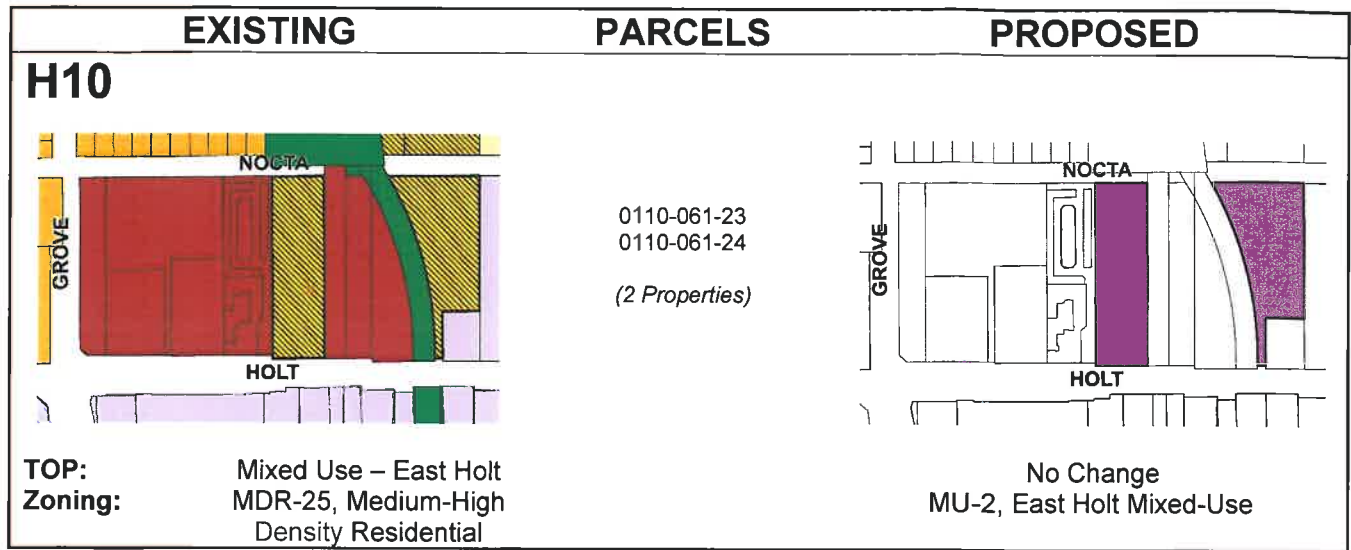 EXISTING PARCELS PROPOSED
H10
NOCTA
GROVE
HOLT
0110-061-23
0110-061-24
(2 Properties)
NOCTA
GROVE
HOLT
TOP: Mixed Use – East Holt No Change
Zoning: MDR-25, Medium-High MU-2, East Holt Mixed-Use
Density Residential